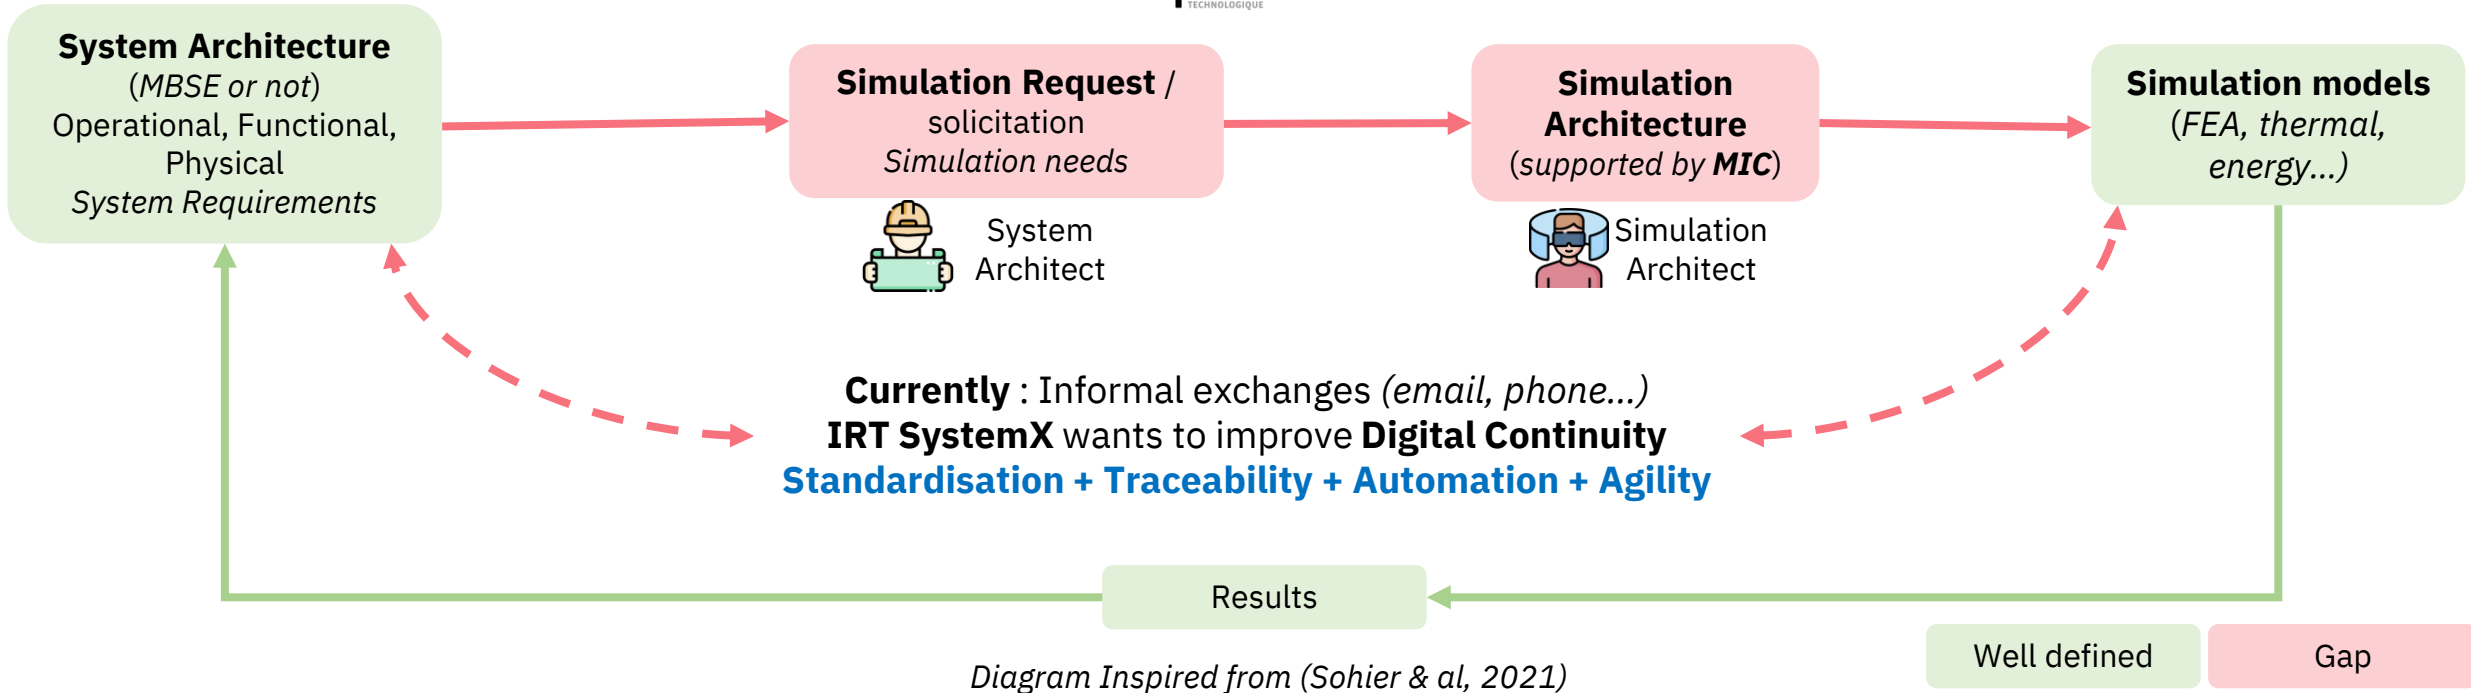 TECHNOLOGIQUE
System Architecture
(MBSE or not)
Operational, Functional,
Physical
System Requirements
Simulation Request /
solicitation
Simulation needs
Simulation
Architecture
(supported by MIC)
Simulation models
(FEA, thermal,
energy...)
System
Architect
Simulation
Architect
Currently : Informal exchanges (email, phone...)
IRT SystemX wants to improve Digital Continuity
Standardisation + Traceability + Automation + Agility
Results
Well defined
Gap
Diagram Inspired from (Sohier & al, 2021)